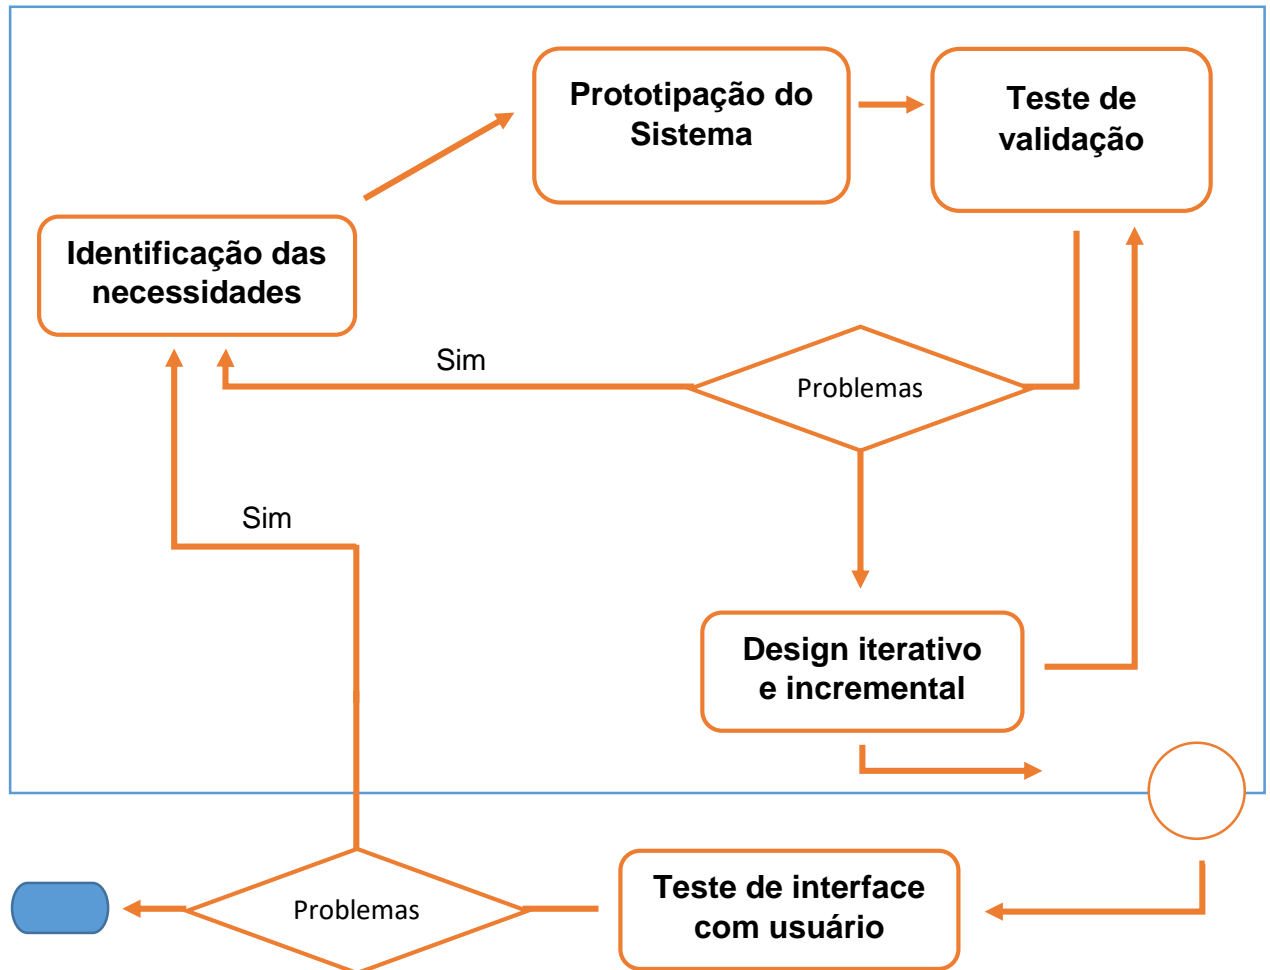 Prototipação do
Sistema
Teste de
validação
Identificação das
necessidades
Sim
Problemas
Sim
Design iterativo
e incremental
Problemas
Teste de interface
com usuário